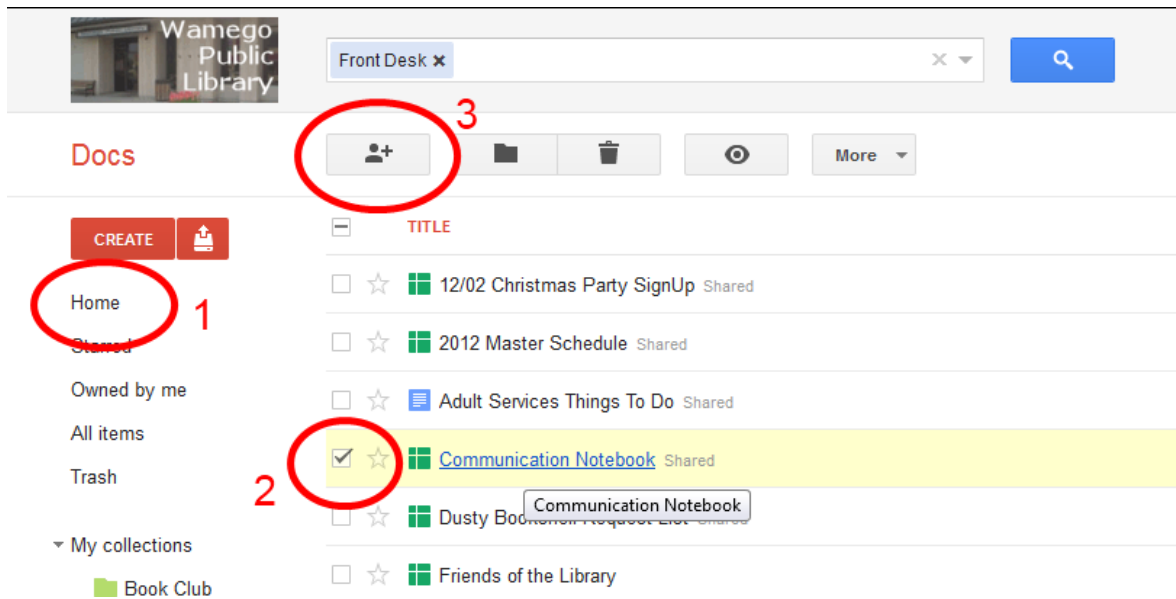 Wamego
Public
Library
Front Desk
3
Docs
More
CREATE
TITLE
12/02 Christmas Party SignUp Shared
Home
1
2012 Master Schedule Shared
Starred
Owned by me
Adult Services Things To Do Shared
All items
Communication Notebook Shared
Trash
2
Communication Notebook
Dusty Bookshelf Request List Shared
My collections
Friends of the Library
Book Club